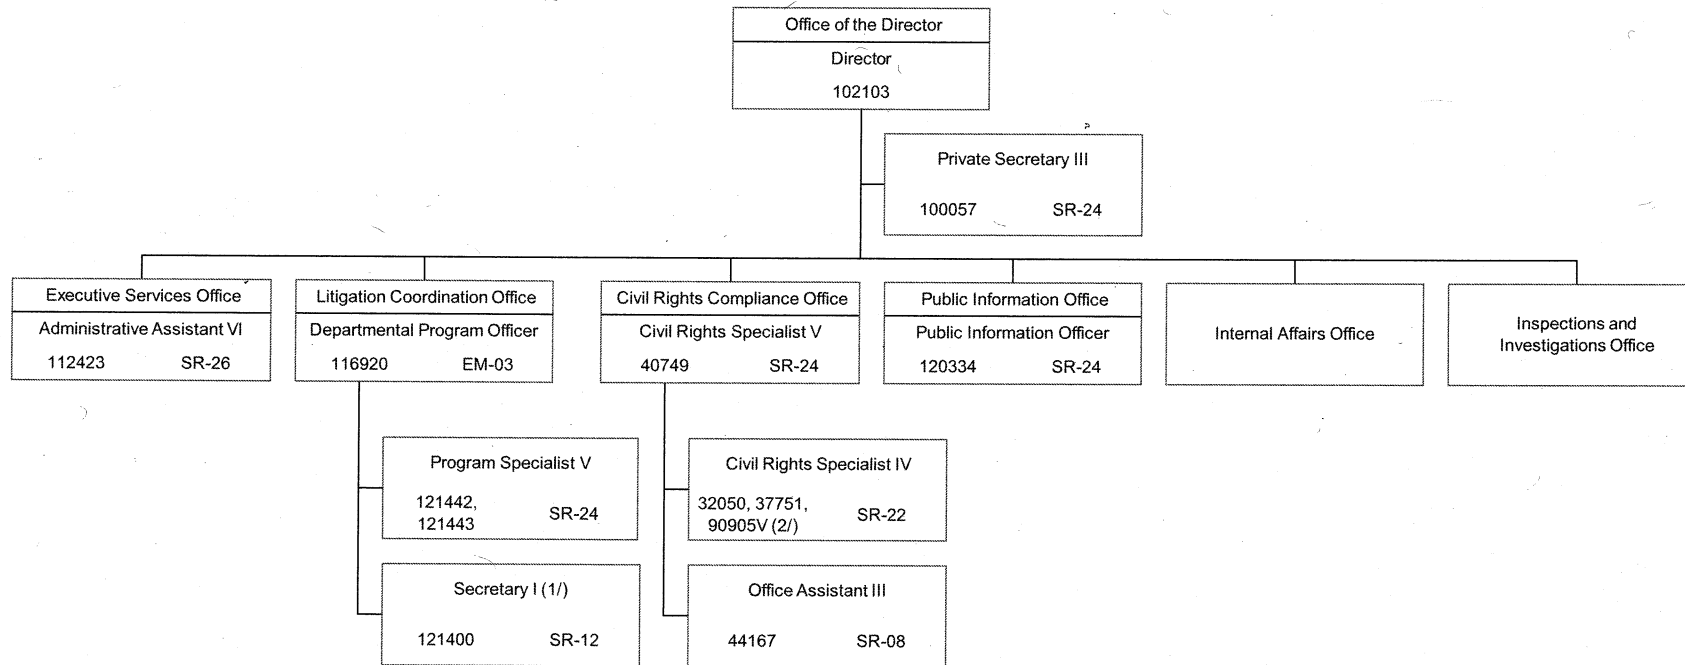 Office of the Director
Director
102103
Private Secretary III
100057 SR-24
Executive Services Office
Administrative Assistant VI
112423 SR-26
Litigation Coordination Office
Departmental Program Officer
116920 EM-03
Civil Rights Compliance Office
Civil Rights Specialist V
40749 SR-24
Public Information Office
Public Information Officer
120334 SR-24
Internal Affairs Office
Inspections and
Investigations Office
Program Specialist V
121442,
121443 SR-24
Secretary I (1/)
121400 SR-12
Civil Rights Specialist IV
32050, 37751,
90905V (2/) SR-22
Office Assistant III
44167 SR-08